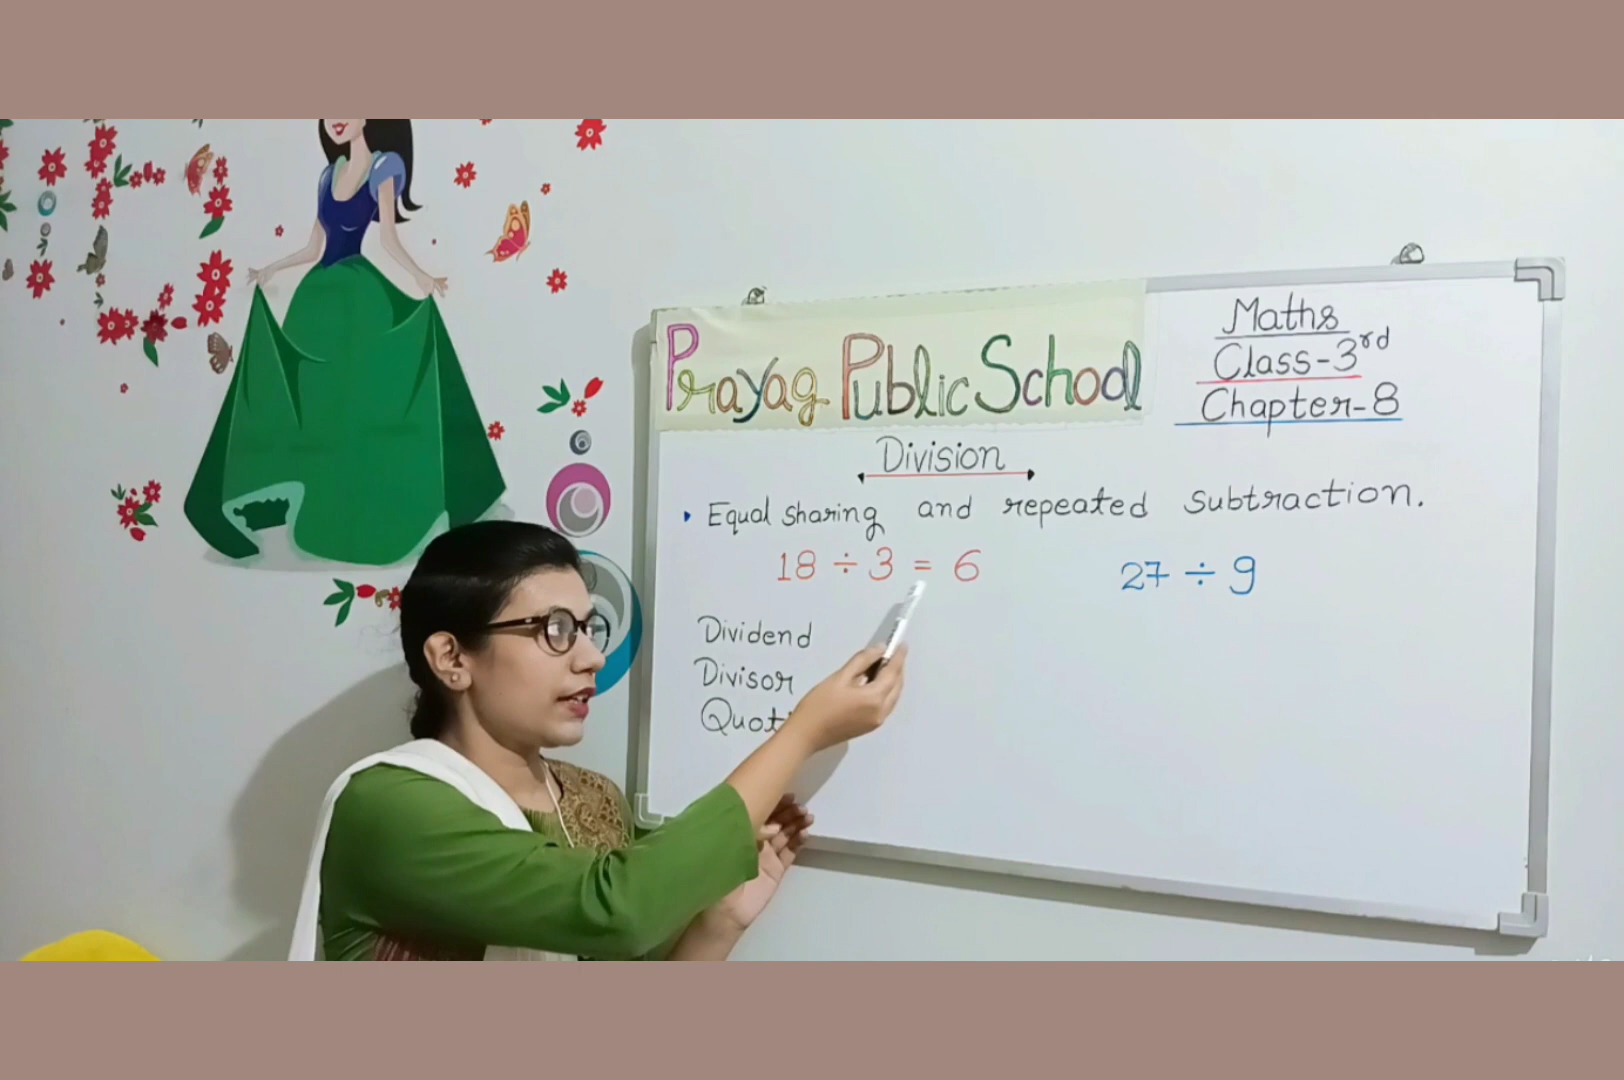 Prayag Public School
Maths
Class-3rd
Chapter-8
Division
Equal sharing and repeated subtraction.
18 ÷ 3 = 6
27 ÷ 9
Dividend
Divisor
Quoti